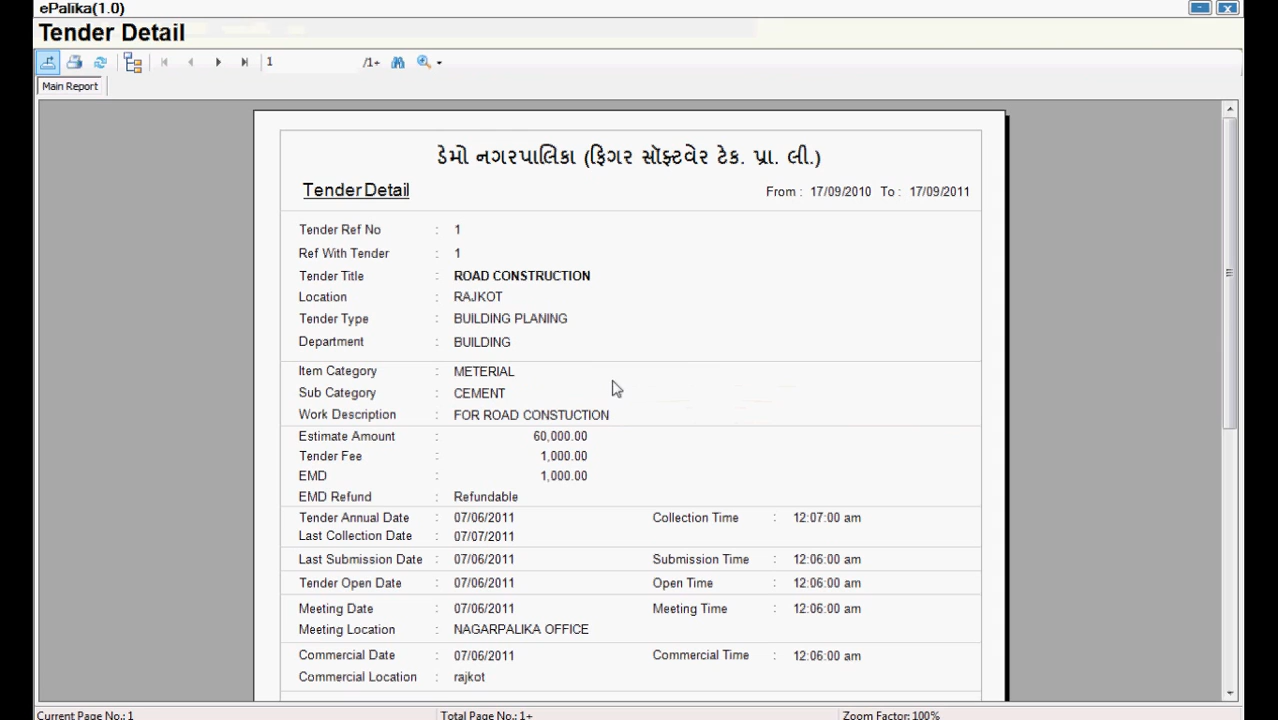 ePalika(1.0)
Tender Detail
1 /1+
Main Report
ડેમો નગરપાલિકા (ફિગર સૉફ્ટવેર ટેક. પ્રા. લી.)
Tender Detail From : 17/09/2010 To : 17/09/2011
Tender Ref No : 1
Ref With Tender : 1
Tender Title : ROAD CONSTRUCTION
Location : RAJKOT
Tender Type : BUILDING PLANING
Department : BUILDING
Item Category : METERIAL
Sub Category : CEMENT
Work Description : FOR ROAD CONSTUCTION
Estimate Amount : 60,000.00
Tender Fee : 1,000.00
EMD : 1,000.00
EMD Refund : Refundable
Tender Annual Date : 07/06/2011 Collection Time : 12:07:00 am
Last Collection Date : 07/07/2011
Last Submission Date : 07/06/2011 Submission Time : 12:06:00 am
Tender Open Date : 07/06/2011 Open Time : 12:06:00 am
Meeting Date : 07/06/2011 Meeting Time : 12:06:00 am
Meeting Location : NAGARPALIKA OFFICE
Commercial Date : 07/06/2011 Commercial Time : 12:06:00 am
Commercial Location : rajkot
Current Page No.: 1 Total Page No.: 1+ Zoom Factor: 100%